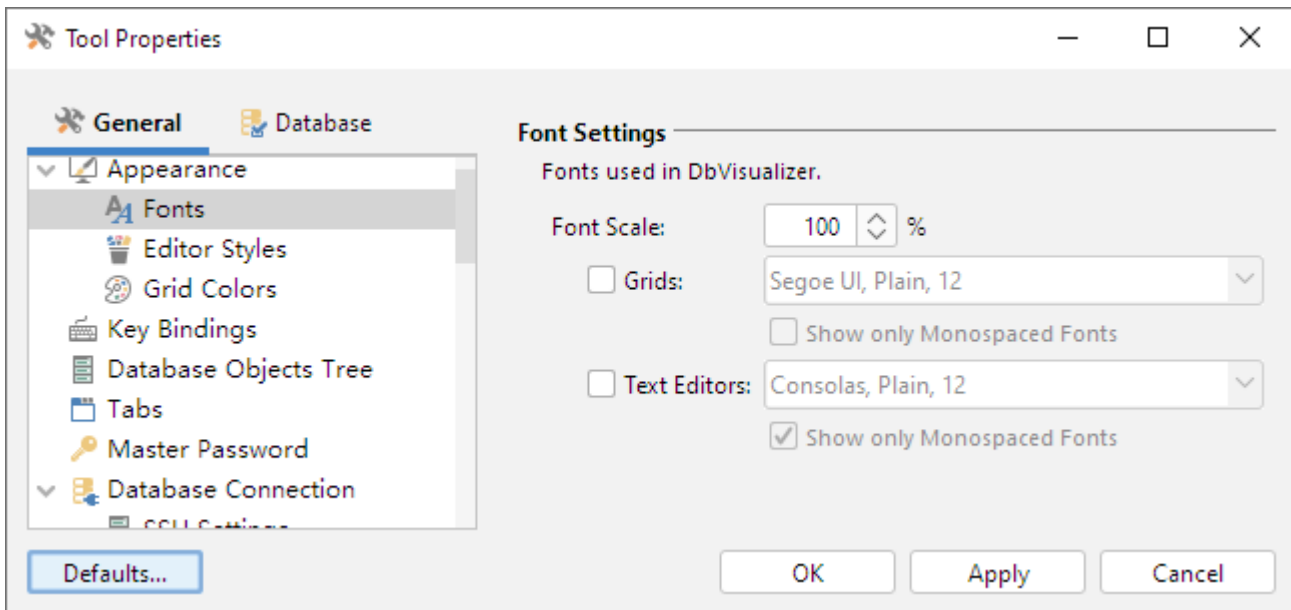 Tool Properties
General
Database
Appearance
Fonts
Editor Styles
Grid Colors
Key Bindings
Database Objects Tree
Tabs
Master Password
Database Connection
SSH Settings
Font Settings
Fonts used in DbVisualizer.
Font Scale: 100 %
Grids: Segoe UI, Plain, 12
Show only Monospaced Fonts
Text Editors: Consolas, Plain, 12
Show only Monospaced Fonts
Defaults...
OK
Apply
Cancel